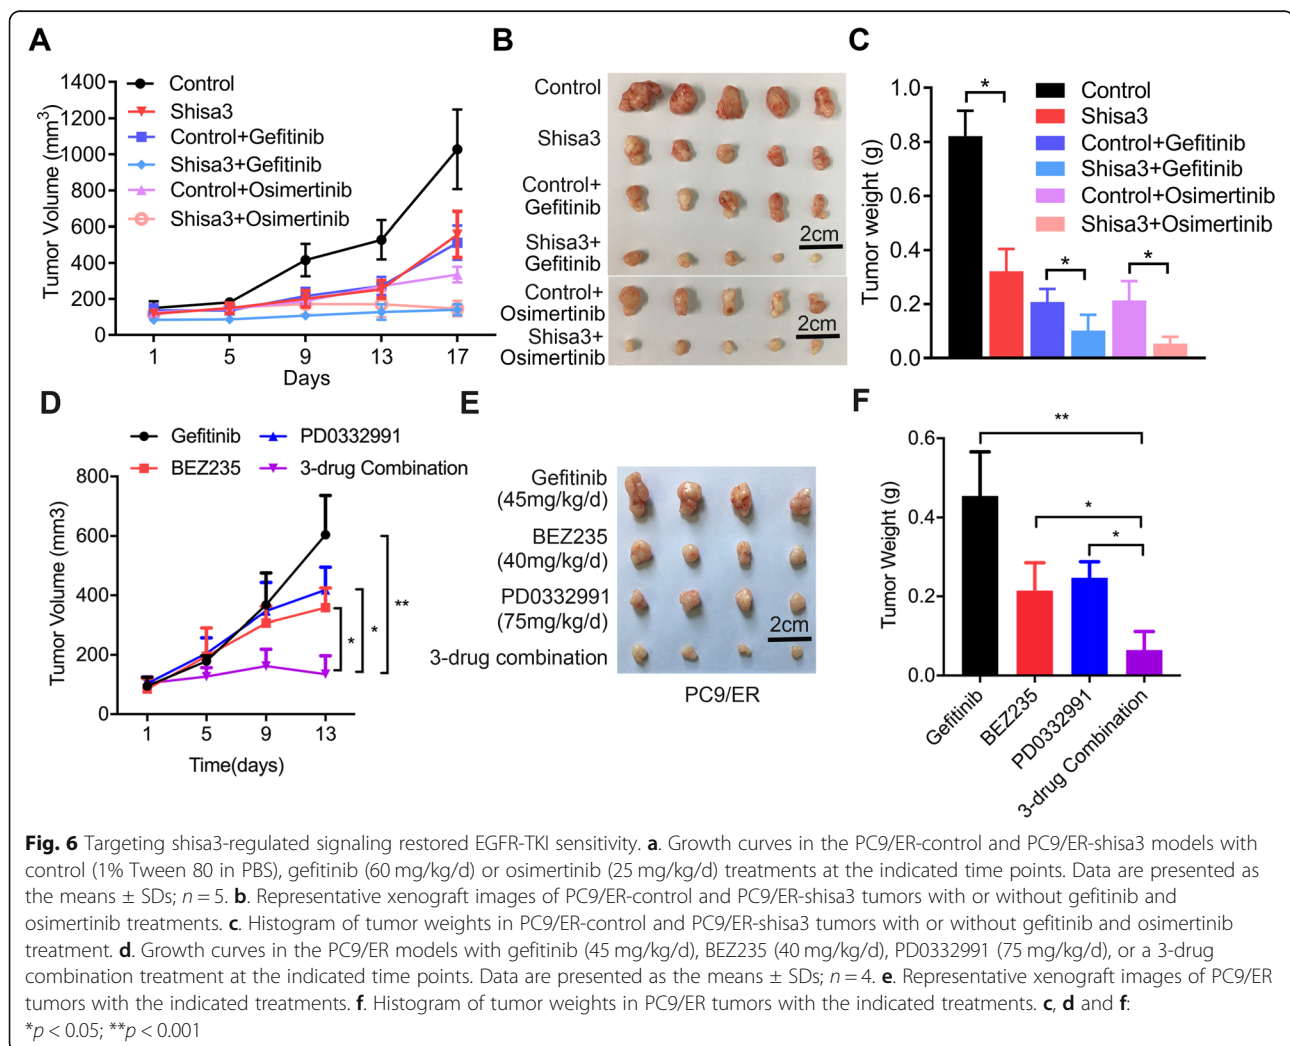 A
Tumor Volume (mm3)
1400
1200
1000
800
600
400
200
0
Control
Shisa3
Control+Gefitinib
Shisa3+Gefitinib
Control+Osimertinib
Shisa3+Osimertinib
1 5 9 13 17
Days
B
Control
Shisa3
Control+
Gefitinib
Shisa3+
Gefitinib
Control+
Osimertinib
Shisa3+
Osimertinib
2cm
2cm
C
Tumor weight (g)
1.0
0.8
0.6
0.4
0.2
0.0
* * *
Control
Shisa3
Control+Gefitinib
Shisa3+Gefitinib
Control+Osimertinib
Shisa3+Osimertinib
D
Gefitinib PD0332991
BEZ235 3-drug Combination
Tumor Volume (mm3)
800
600
400
200
0
* * **
1 5 9 13
Time(days)
E
Gefitinib
(45mg/kg/d)
BEZ235
(40mg/kg/d)
PD0332991
(75mg/kg/d)
3-drug combination
2cm
PC9/ER
F
Tumor Weight (g)
0.6
0.4
0.2
0.0
**
*
*
Gefitinib
BEZ235
PD0332991
3-drug Combination
Fig. 6 Targeting shisa3-regulated signaling restored EGFR-TKI sensitivity. a. Growth curves in the PC9/ER-control and PC9/ER-shisa3 models with
control (1% Tween 80 in PBS), gefitinib (60 mg/kg/d) or osimertinib (25 mg/kg/d) treatments at the indicated time points. Data are presented as
the means ± SDs; n = 5. b. Representative xenograft images of PC9/ER-control and PC9/ER-shisa3 tumors with or without gefitinib and
osimertinib treatments. c. Histogram of tumor weights in PC9/ER-control and PC9/ER-shisa3 tumors with or without gefitinib and osimertinib
treatment. d. Growth curves in the PC9/ER models with gefitinib (45 mg/kg/d), BEZ235 (40 mg/kg/d), PD0332991 (75 mg/kg/d), or a 3-drug
combination treatment at the indicated time points. Data are presented as the means ± SDs; n = 4. e. Representative xenograft images of PC9/ER
tumors with the indicated treatments. f. Histogram of tumor weights in PC9/ER tumors with the indicated treatments. c, d and f:
*p < 0.05; **p < 0.001